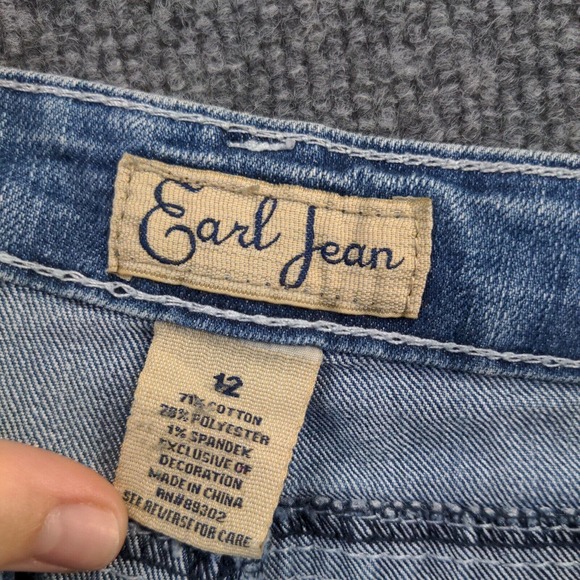 Earl Jean
12
71% COTTON
28% POLYESTER
1% SPANDEX
EXCLUSIVE OF
DECORATION
MADE IN CHINA
RN#89302
SEE REVERSE FOR CARE